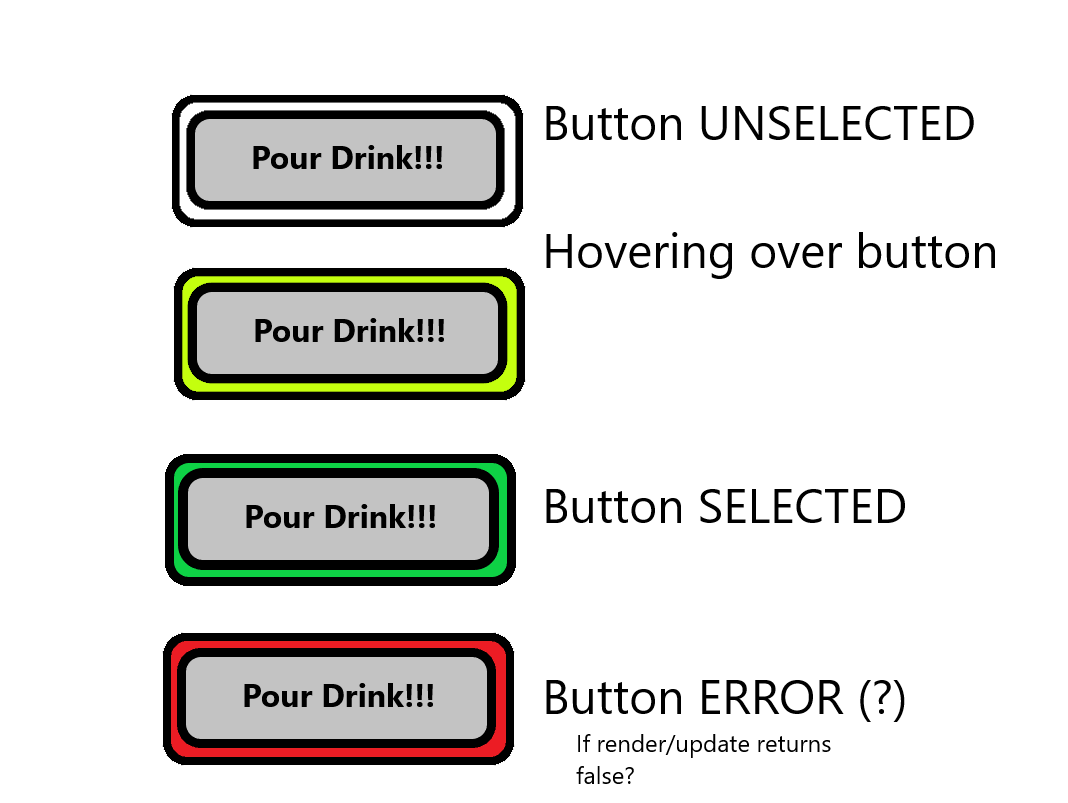 Pour Drink!!!
Button UNSELECTED
Hovering over button
Pour Drink!!!
Pour Drink!!!
Button SELECTED
Pour Drink!!!
Button ERROR (?)
If render/update returns
false?